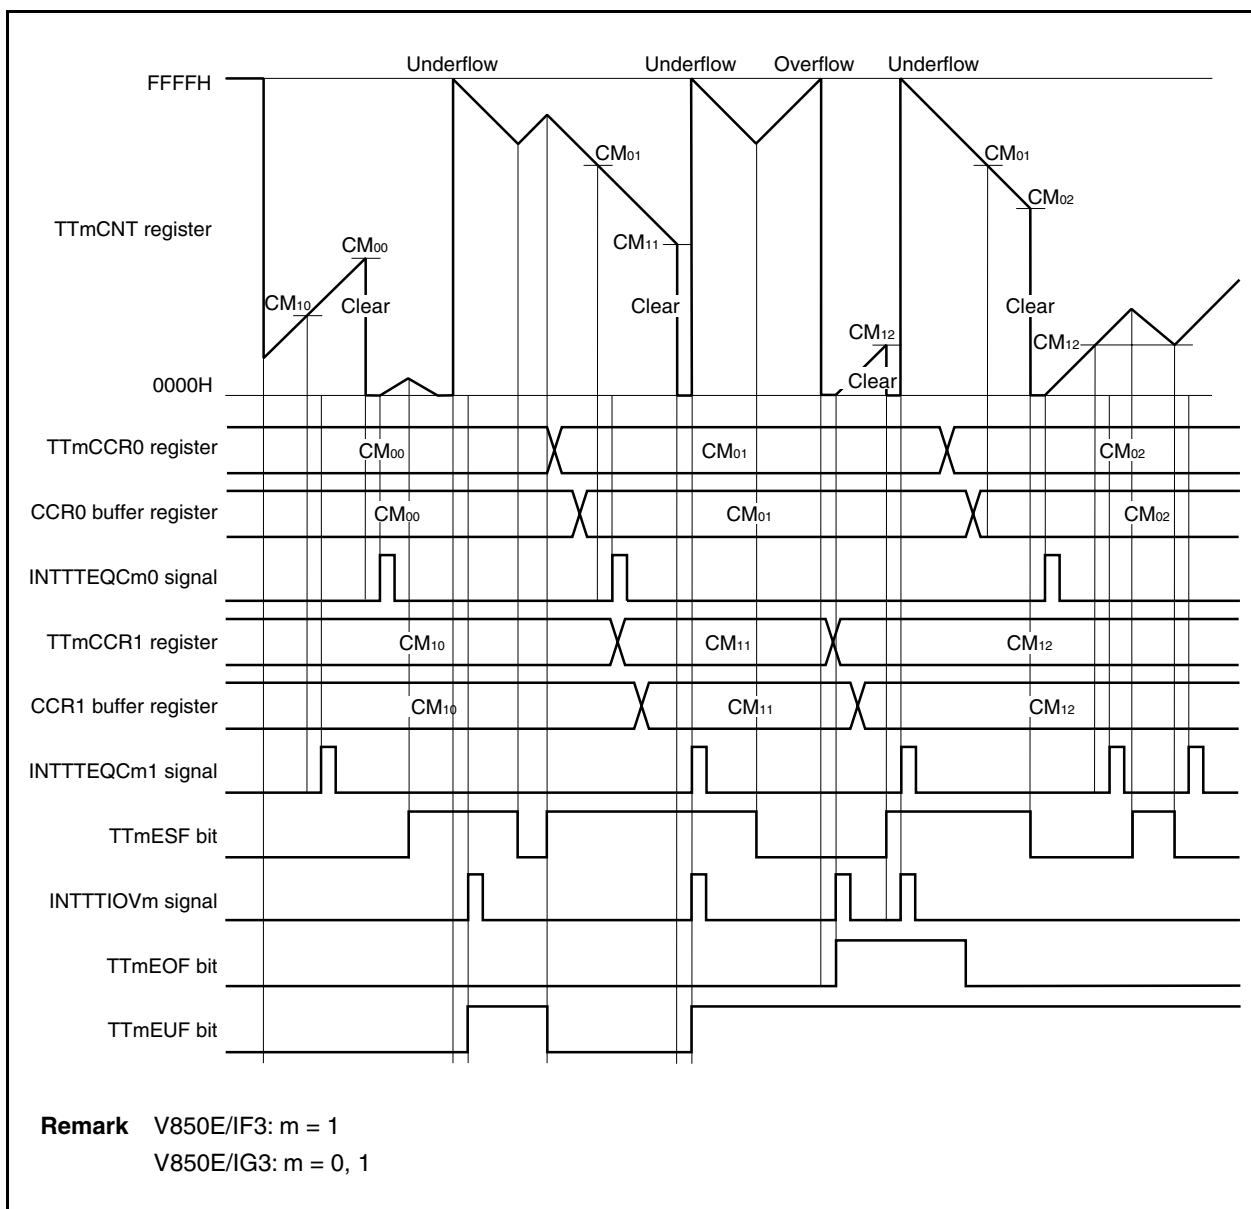 Underflow Underflow Overflow Underflow
FFFFH
CM01 CM01
CM02
TTmCNT register
CM00 CM11
CM10 Clear Clear Clear
CM12 CM12
0000H Clear
TTmCCR0 register CM00 CM01 CM02
CCR0 buffer register CM00 CM01 CM02
INTTTEQCm0 signal
TTmCCR1 register CM10 CM11 CM12
CCR1 buffer register CM10 CM11 CM12
INTTTEQCm1 signal
TTmESF bit
INTTTIOVm signal
TTmEOF bit
TTmEUF bit
Remark V850E/IF3: m = 1
V850E/IG3: m = 0, 1